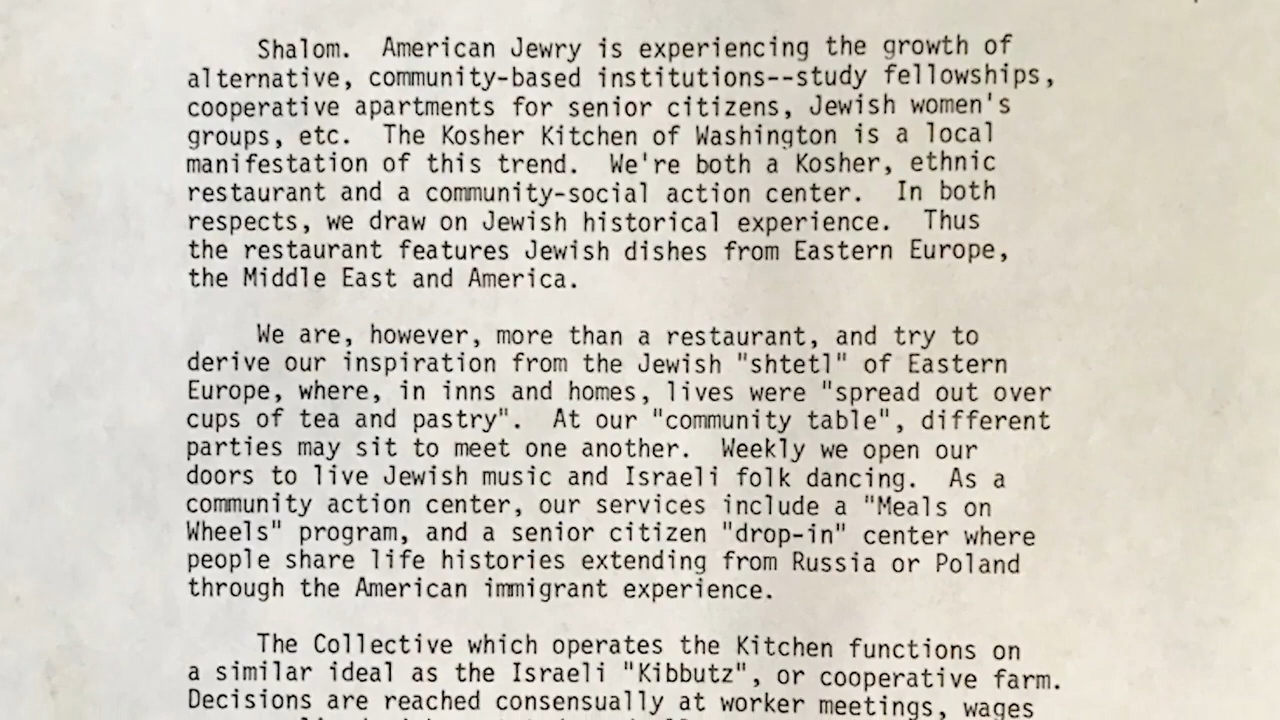 Shalom.  American Jewry is experiencing the growth of
alternative, community-based institutions--study fellowships,
cooperative apartments for senior citizens, Jewish women's
groups, etc.  The Kosher Kitchen of Washington is a local
manifestation of this trend.  We're both a Kosher, ethnic
restaurant and a community-social action center.  In both
respects, we draw on Jewish historical experience.  Thus
the restaurant features Jewish dishes from Eastern Europe,
the Middle East and America.
We are, however, more than a restaurant, and try to
derive our inspiration from the Jewish "shtetl" of Eastern
Europe, where, in inns and homes, lives were "spread out over
cups of tea and pastry".  At our "community table", different
parties may sit to meet one another.  Weekly we open our
doors to live Jewish music and Israeli folk dancing.  As a
community action center, our services include a "Meals on
Wheels" program, and a senior citizen "drop-in" center where
people share life histories extending from Russia or Poland
through the American immigrant experience.
The Collective which operates the Kitchen functions on
a similar ideal as the Israeli "Kibbutz", or cooperative farm.
Decisions are reached consensually at worker meetings, wages